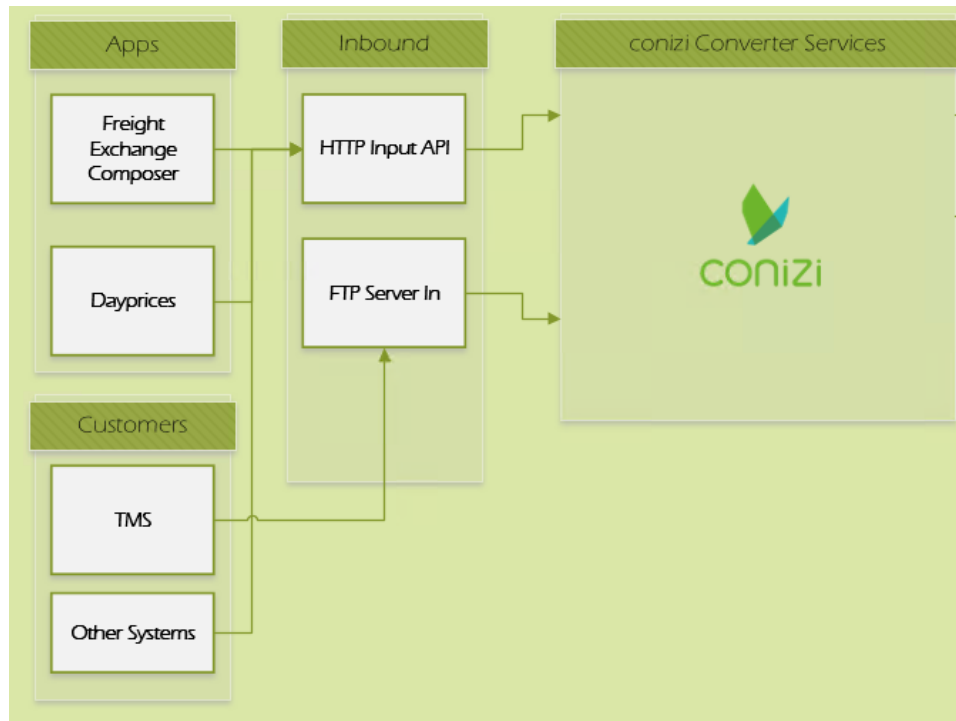 Apps
Freight
Exchange
Composer
Dayprices
Customers
TMS
Other Systems
Inbound
HTTP Input API
FTP Server In
conizi Converter Services
conizi